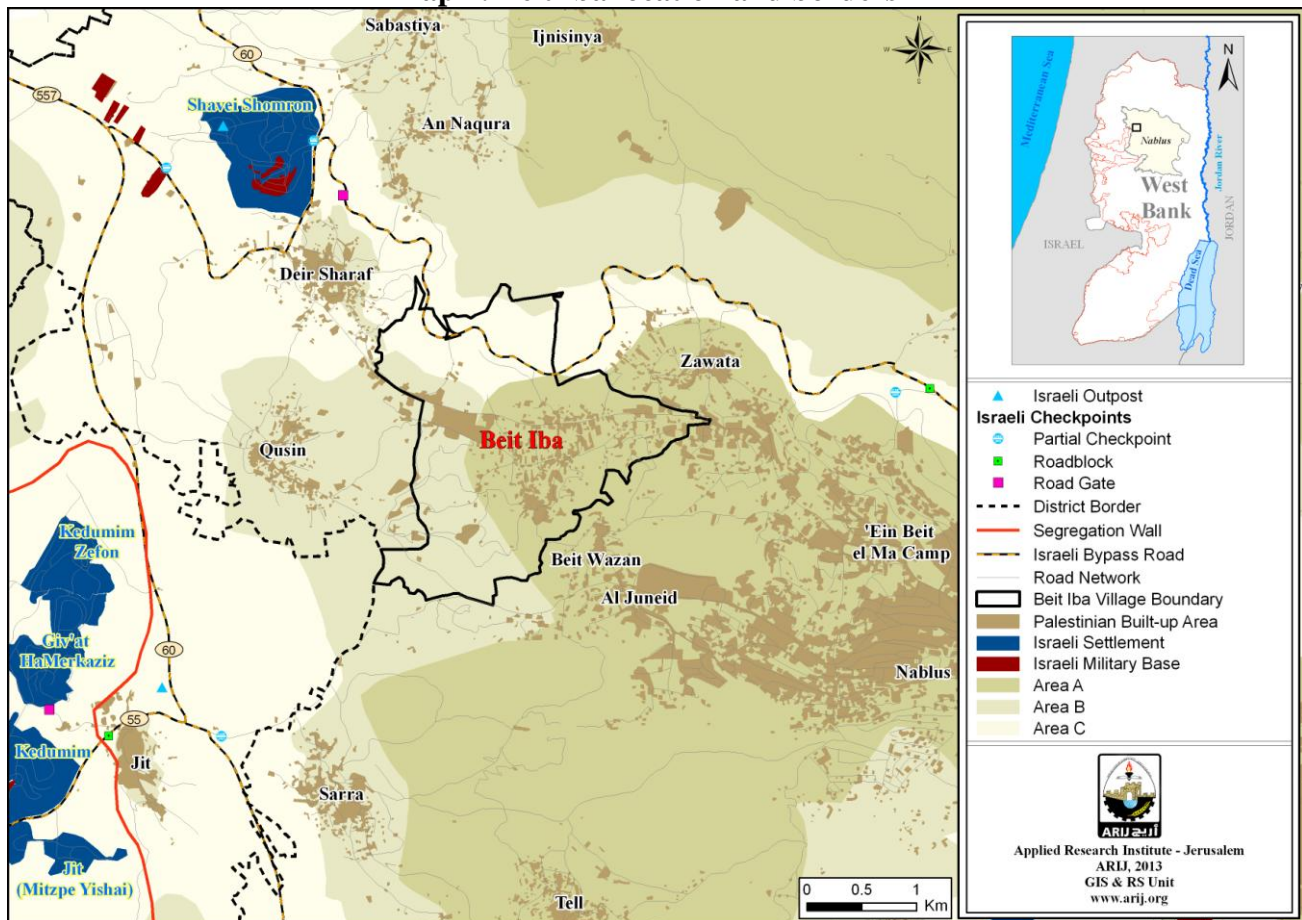 Sabastiya
Ijnisinya
60
557
Shavei Shomron
An Naqura
Deir Sharaf
Zawata
Beit Iba
Qusin
Kedumim
Zefon
'Ein Beit
el Ma Camp
Beit Wazan
Al Juneid
Giv'at
HaMerkaziz
60
Nablus
55
Kedumim
Jit
Sarra
Jit
(Mitzpe Yishai)
Tell
0 0.5 1
Km
N
W E
S
N
Mediterranean Sea
Nablus
West
Bank
Jordan River
JORDAN
ISRAEL
Dead Sea
Israeli Outpost
Israeli Checkpoints
Partial Checkpoint
Roadblock
Road Gate
District Border
Segregation Wall
Israeli Bypass Road
Road Network
Beit Iba Village Boundary
Palestinian Built-up Area
Israeli Settlement
Israeli Military Base
Area A
Area B
Area C
ARIJ أريج
Applied Research Institute - Jerusalem
ARIJ, 2013
GIS & RS Unit
www.arij.org